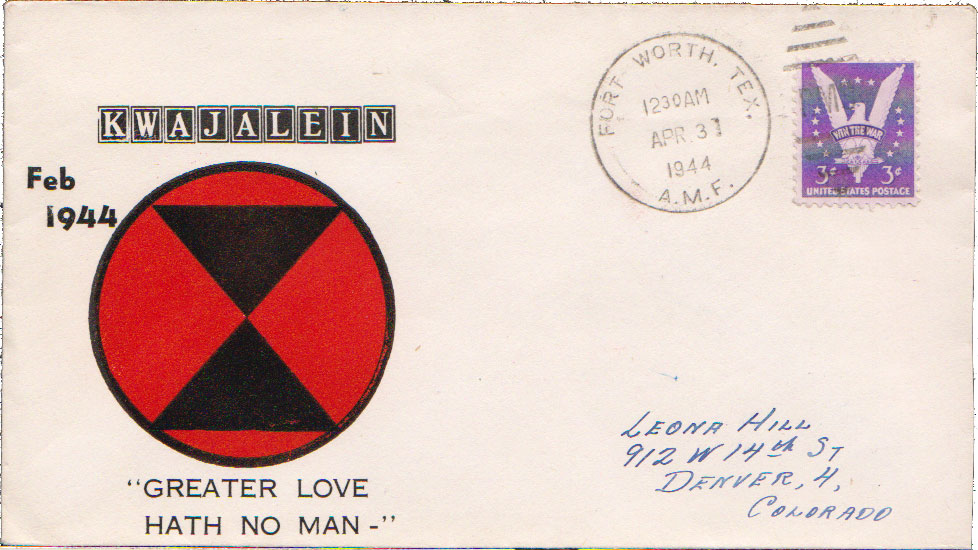 KWAJALEIN
Feb
1944
"GREATER LOVE
HATH NO MAN-"
FORT WORTH, TEX.
1230AM
APR 3
1944
A.M.F.
WIN THE WAR
3¢ 3¢
UNITED STATES POSTAGE
LEONA HILL
912 W 14th ST
DENVER, 4,
COLORADO